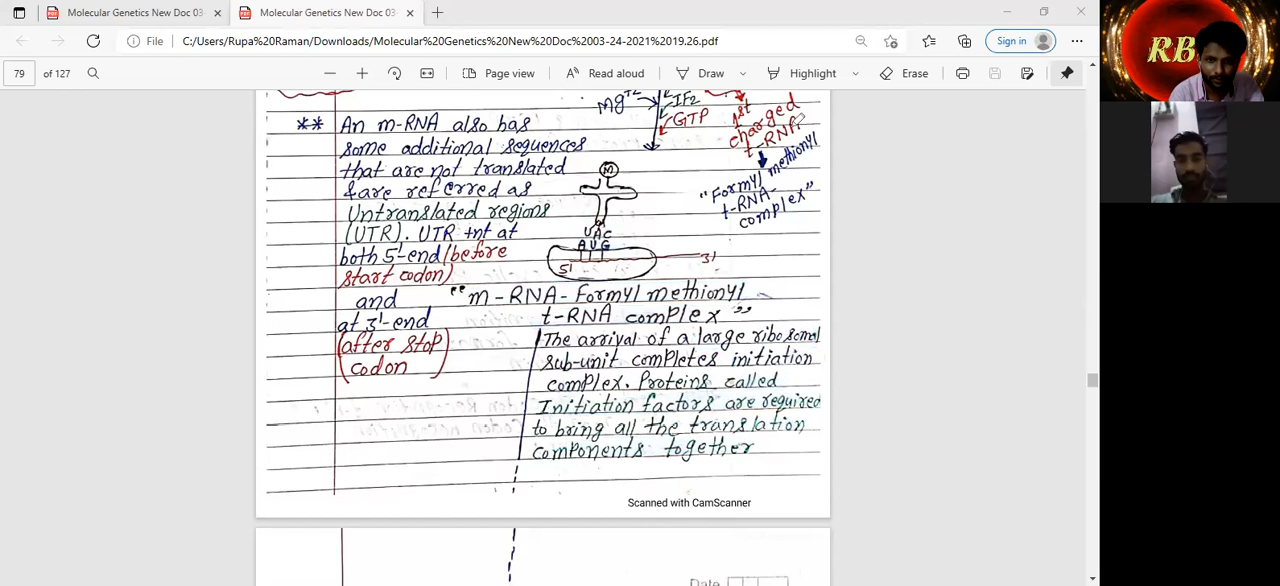 Molecular Genetics New Doc 03-
Molecular Genetics New Doc 03-
File
C:/Users/Rupa%20Raman/Downloads/Molecular%20Genetics%20New%20Doc%2003-24-2021%2019.26.pdf
Sign in
79 of 127
Page view
Read aloud
Draw
Highlight
Erase
RB
** An m-RNA also has
some additional sequences
that are not translated
& are referred as
Untranslated regions
(UTR). UTR +nt at
both 5'-end (before
start codon)
and
at 3'-end
(after stop
codon)
Mg+2
IF2
GTP
1st
charged
t-RNA
"Formyl methionyl
t-RNA-
complex"
M
UAC
AUG
5'
3'
"m-RNA-Formyl methionyl
t-RNA complex"
The arrival of a large ribosomal
sub-unit completes initiation
complex. Proteins called
Initiation factors are required
to bring all the translation
components together
Scanned with CamScanner
Date